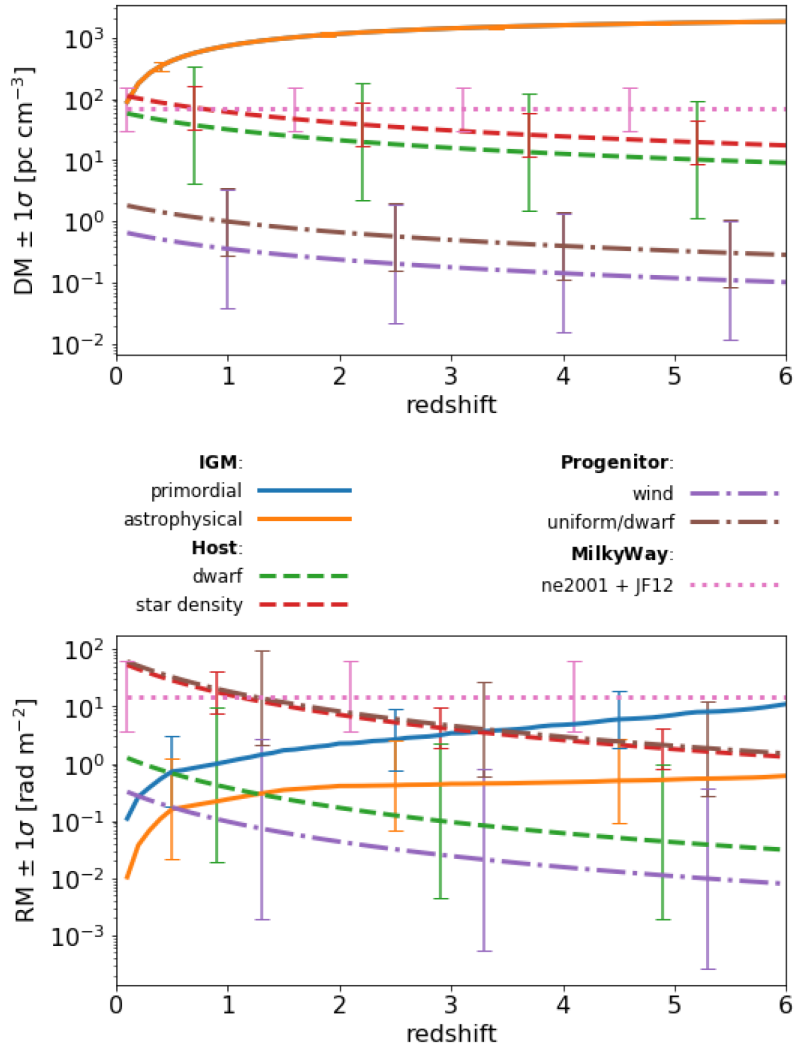 10³
10²
10¹
10⁰
10⁻¹
10⁻²
DM ± 1σ [pc cm⁻³]
0 1 2 3 4 5 6
redshift
IGM:
primordial
astrophysical
Host:
dwarf
star density
Progenitor:
wind
uniform/dwarf
MilkyWay:
ne2001 + JF12
10²
10¹
10⁰
10⁻¹
10⁻²
10⁻³
RM ± 1σ [rad m⁻²]
0 1 2 3 4 5 6
redshift